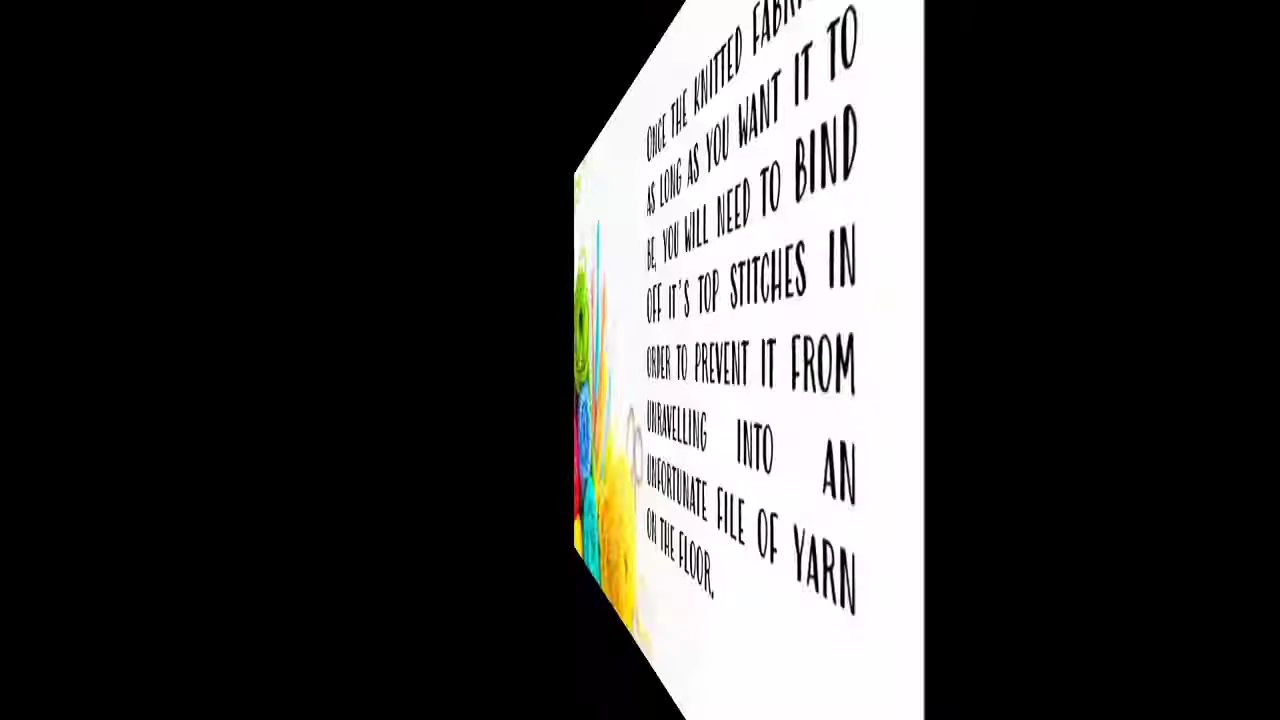 ONCE THE KNITTED
AS LONG AS YOU WANT IT TO
BE, YOU WILL NEED TO BIND
OFF IT'S TOP STITCHES IN
ORDER TO PREVENT IT FROM
UNRAVELLING INTO AN
UNFORTUNATE FILE OF YARN
ON THE FLOOR.